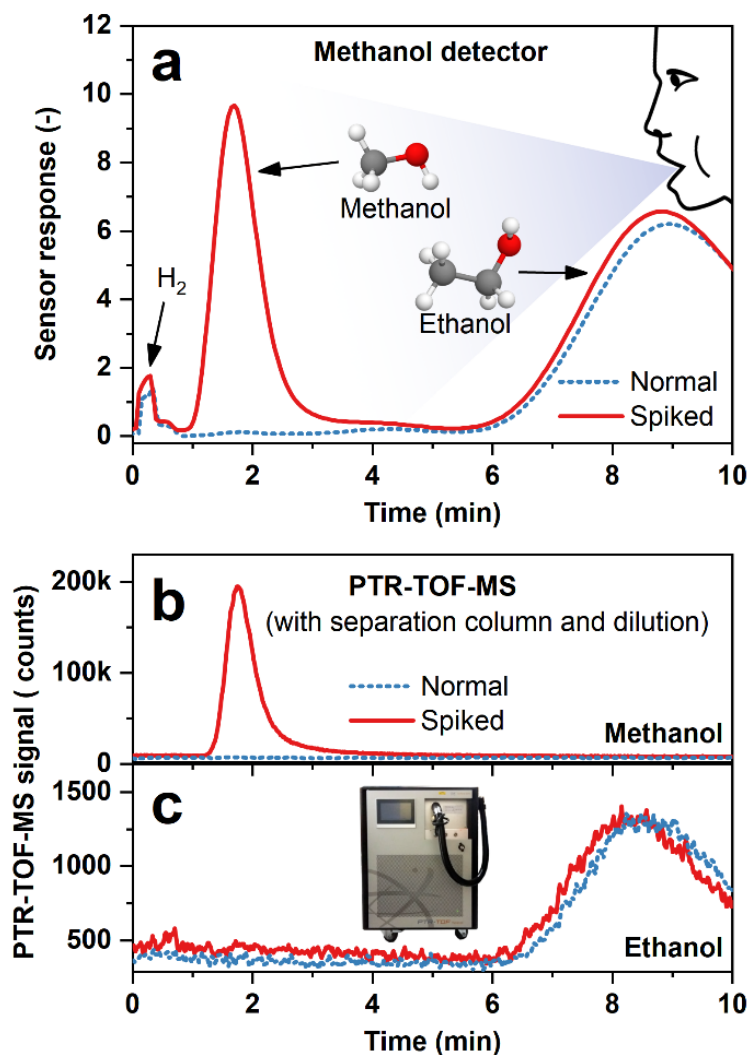 a
Methanol detector
Sensor response (-)
12
10
8
6
4
2
0
H2
Methanol
Ethanol
Normal
Spiked
0 2 4 6 8 10
Time (min)
b
PTR-TOF-MS
(with separation column and dilution)
Normal
Spiked
Methanol
200k
100k
0
PTR-TOF-MS signal ( counts)
c
1500
1000
500
Ethanol
0 2 4 6 8 10
Time (min)